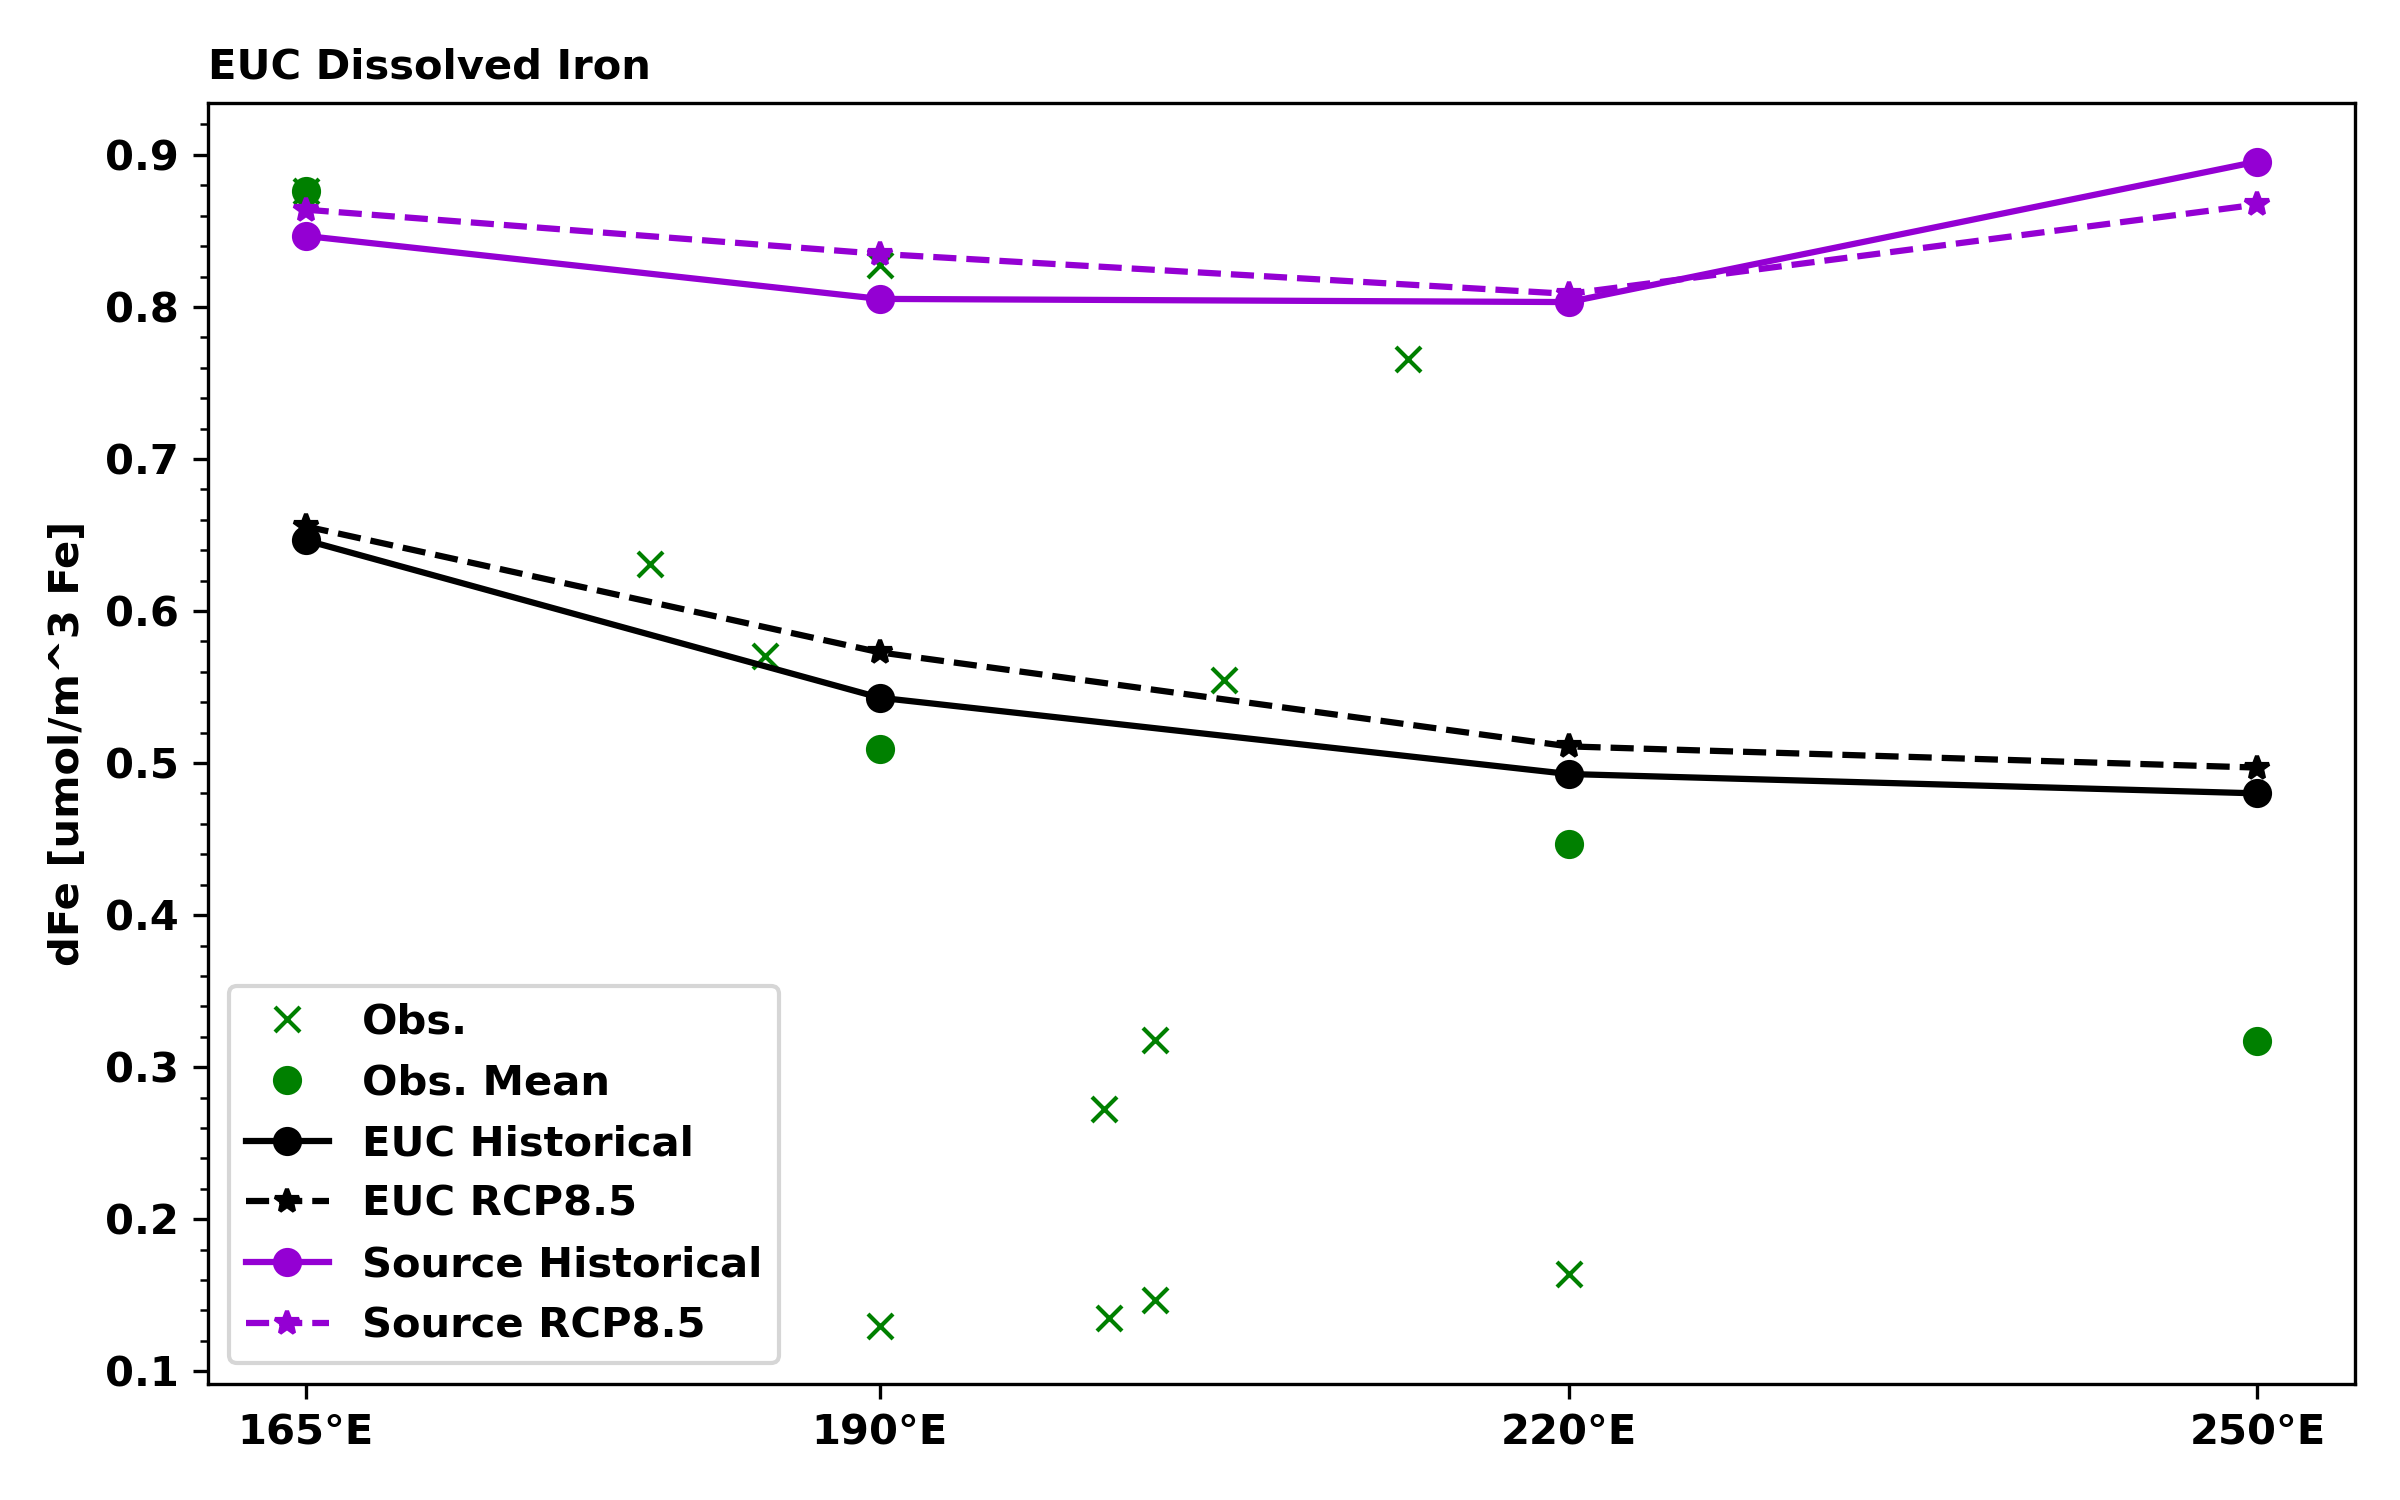 EUC Dissolved Iron
dFe [umol/m^3 Fe]
0.9
0.8
0.7
0.6
0.5
0.4
0.3
0.2
0.1
Obs.
Obs. Mean
EUC Historical
EUC RCP8.5
Source Historical
Source RCP8.5
165°E
190°E
220°E
250°E